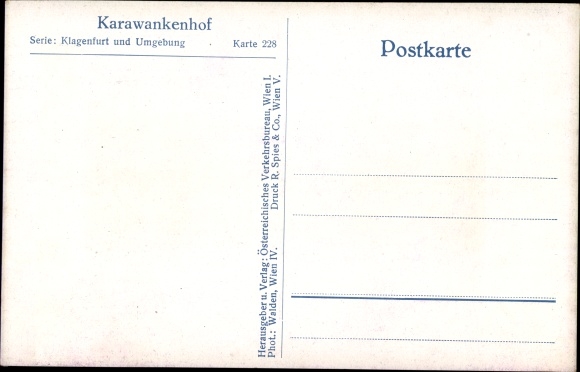 Karawankenhof
Serie: Klagenfurt und Umgebung . Karte 228
Postkarte
Herausgeber u. Verlag: Österreichisches Verkehrsbureau, Wien I.
Phot.: Walden, Wien IV. Druck R. Spies & Co., Wien V.